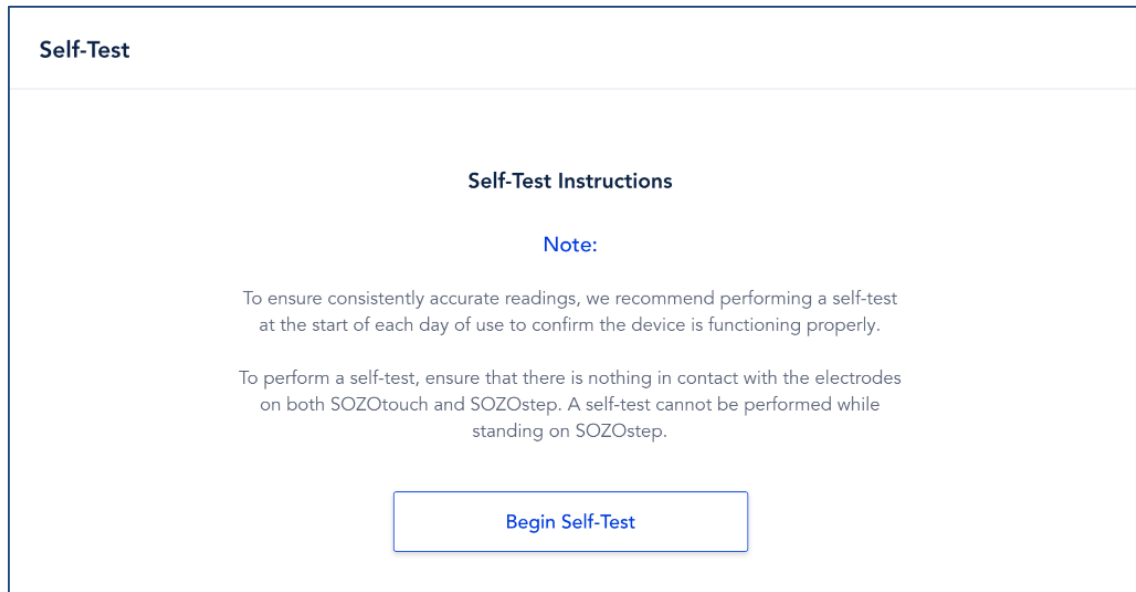 Self-Test
Self-Test Instructions
Note:
To ensure consistently accurate readings, we recommend performing a self-test
at the start of each day of use to confirm the device is functioning properly.
To perform a self-test, ensure that there is nothing in contact with the electrodes
on both SOZOtouch and SOZOstep. A self-test cannot be performed while
standing on SOZOstep.
Begin Self-Test